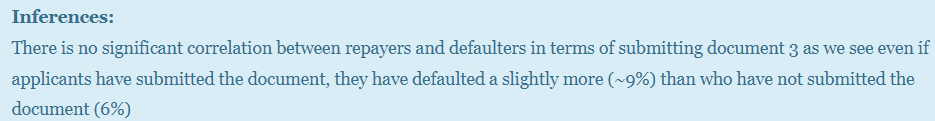 Inferences:
There is no significant correlation between repayers and defaulters in terms of submitting document 3 as we see even if
applicants have submitted the document, they have defaulted a slightly more (~9%) than who have not submitted the
document (6%)